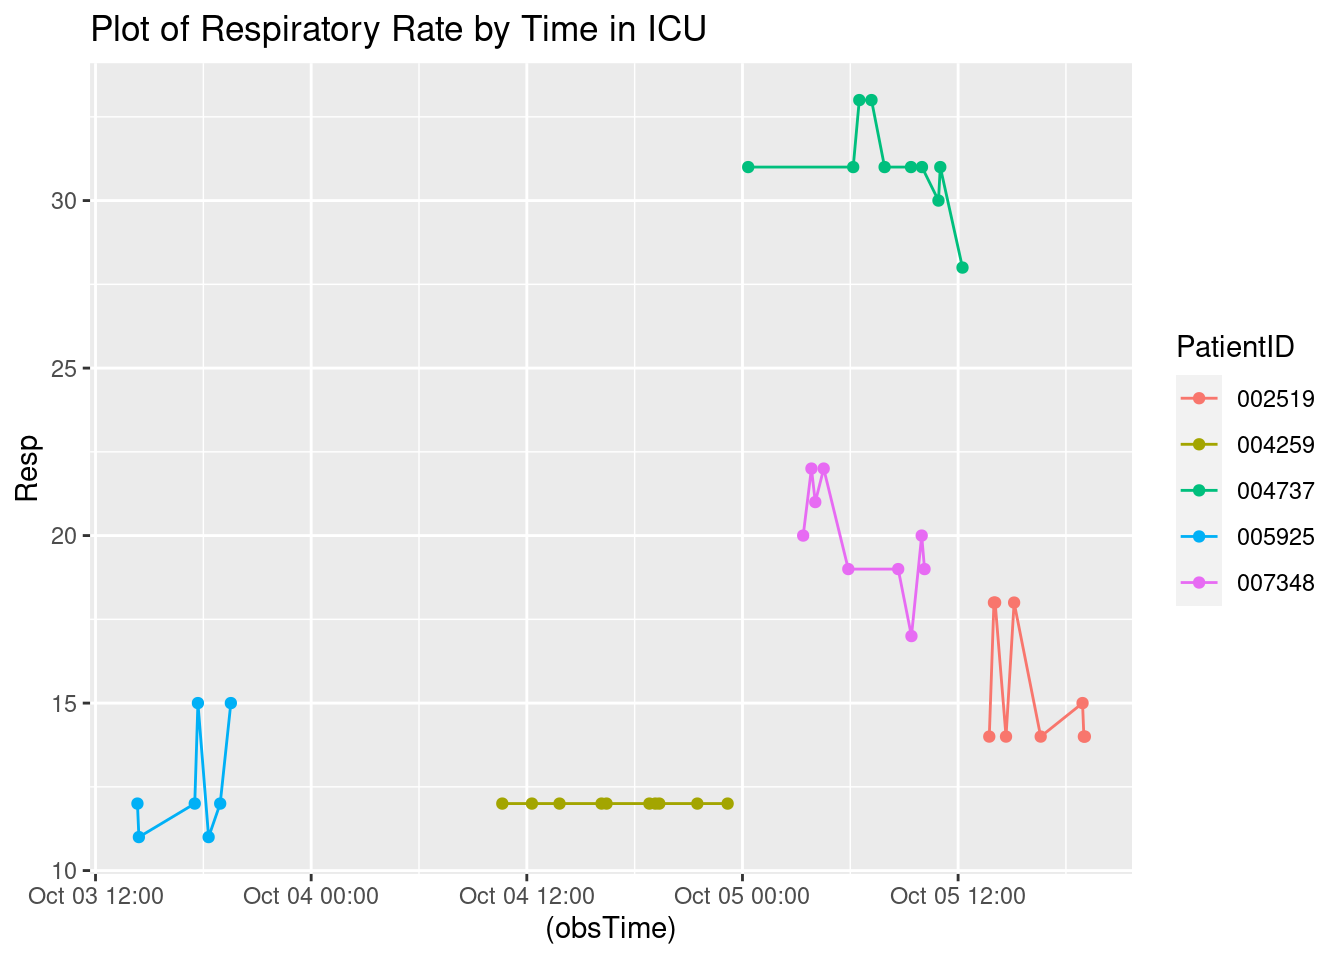 Plot of Respiratory Rate by Time in ICU
Resp
30
25
20
15
10
Oct 03 12:00
Oct 04 00:00
Oct 04 12:00
Oct 05 00:00
Oct 05 12:00
(obsTime)
PatientID
002519
004259
004737
005925
007348